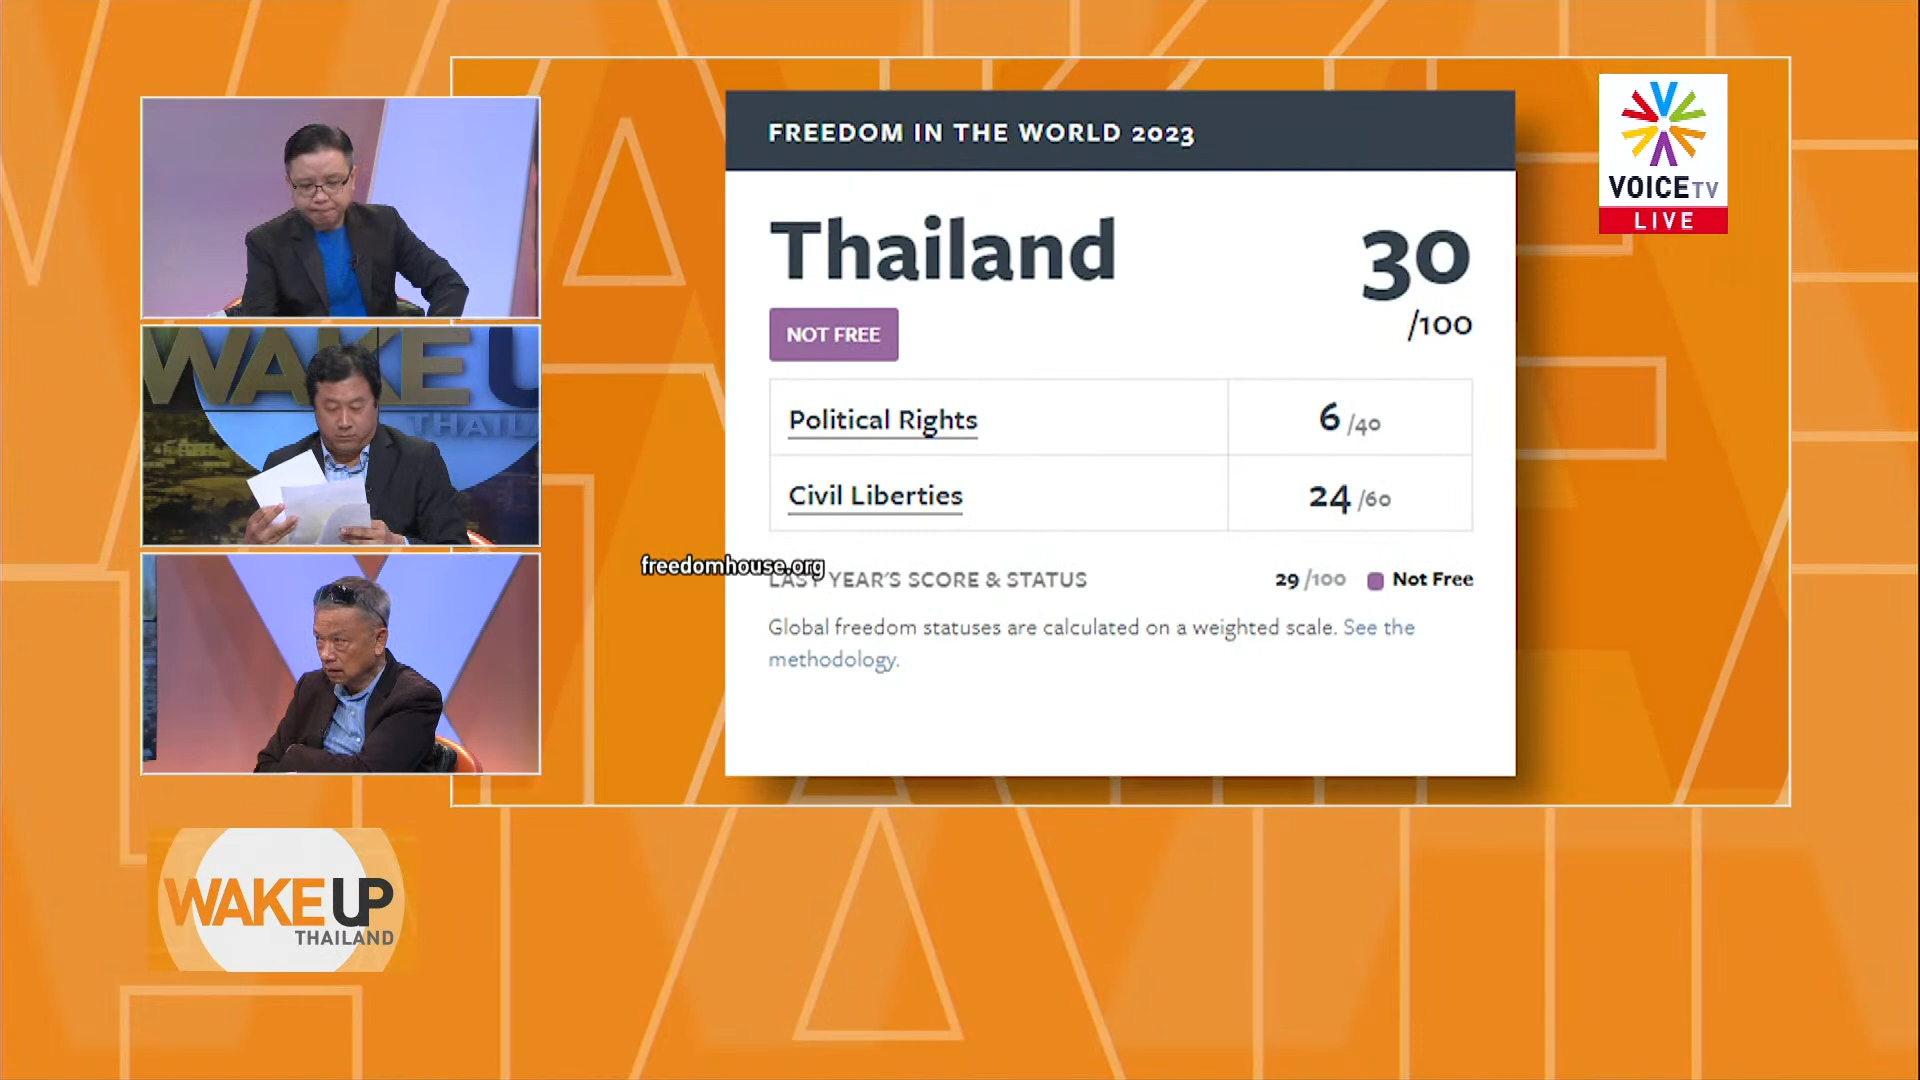 FREEDOM IN THE WORLD 2023
VOICE TV
LIVE
Thailand
30
/100
NOT FREE
Political Rights 6 /40
Civil Liberties 24 /60
freedomhouse.org
LAST YEAR'S SCORE & STATUS 29 /100 Not Free
Global freedom statuses are calculated on a weighted scale. See the
methodology.
WAKE U
THAILA
WAKE UP
THAILAND